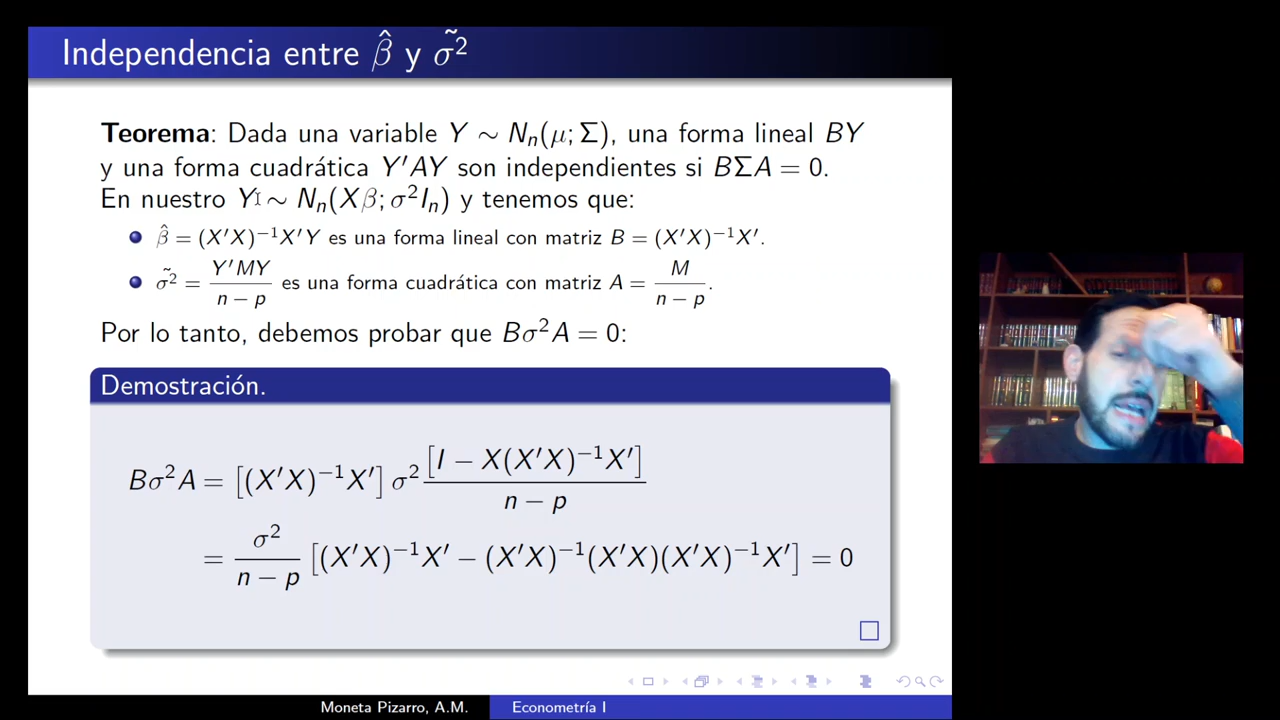 Independencia entre β̂ y σ̃²
Teorema: Dada una variable Y ∼ Nₙ(μ; Σ), una forma lineal BY
y una forma cuadrática Y′AY son independientes si BΣA = 0.
En nuestro Y ∼ Nₙ(Xβ; σ²Iₙ) y tenemos que:
β̂ = (X′X)⁻¹X′Y es una forma lineal con matriz B = (X′X)⁻¹X′.
σ̃² = Y′MY / n − p es una forma cuadrática con matriz A = M / n − p.
Por lo tanto, debemos probar que Bσ²A = 0:
Demostración.
Bσ²A = [(X′X)⁻¹X′] σ² [I − X(X′X)⁻¹X′] / n − p
= σ² / n − p [(X′X)⁻¹X′ − (X′X)⁻¹(X′X)(X′X)⁻¹X′] = 0
Moneta Pizarro, A.M. Econometría I